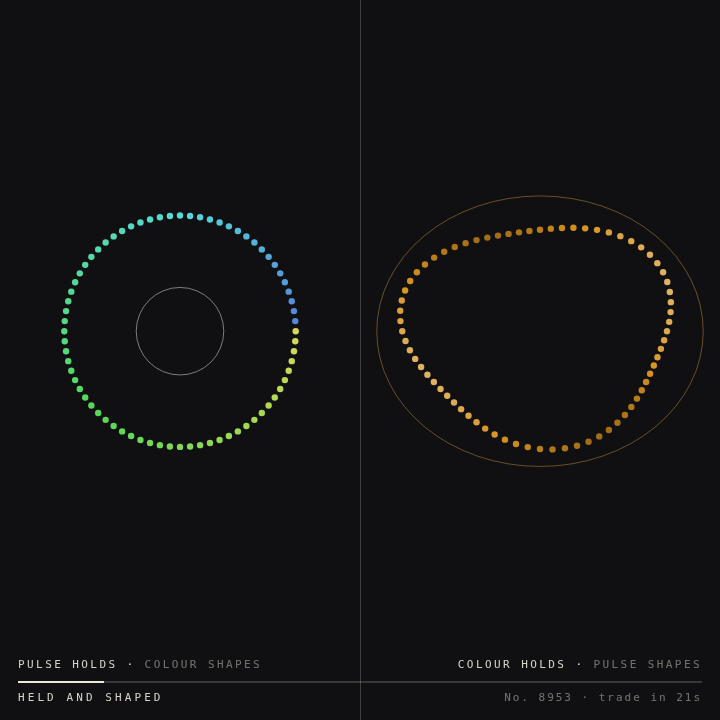 PULSE HOLDS · COLOUR SHAPES
COLOUR HOLDS · PULSE SHAPES
HELD AND SHAPED
No. 8953 · trade in 21s